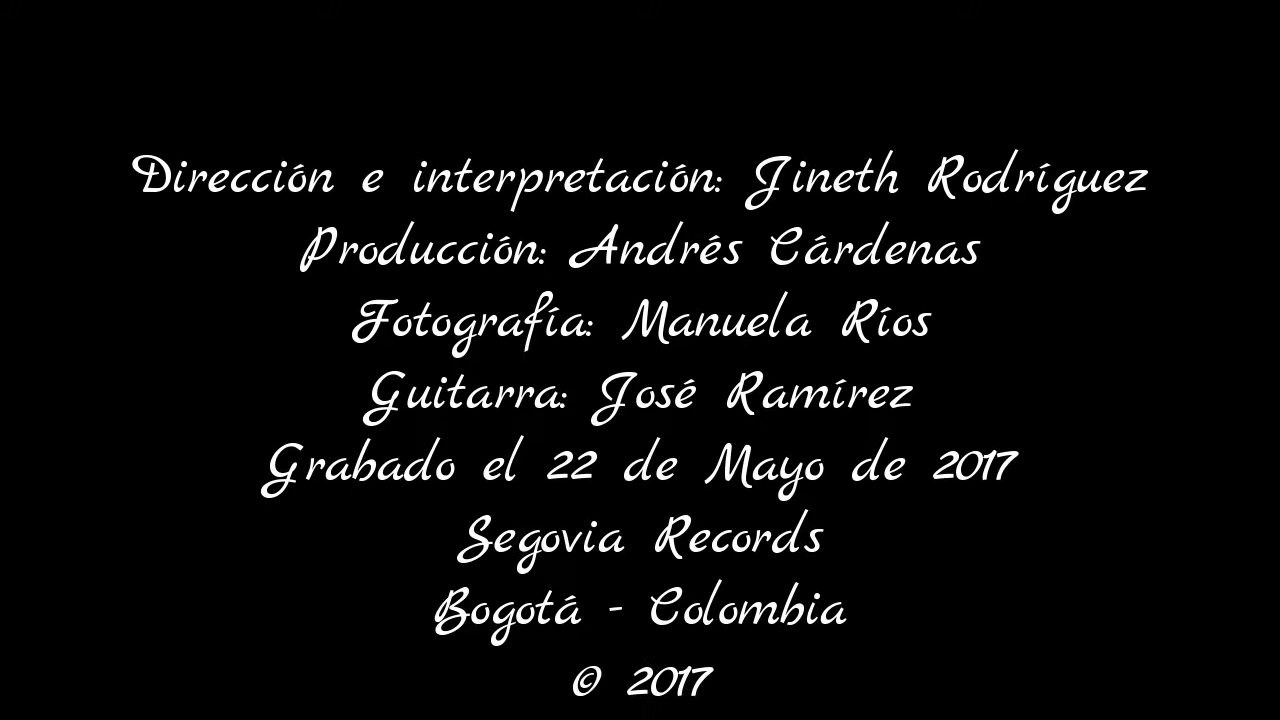 Dirección e interpretación: Jineth Rodríguez
Producción: Andrés Cárdenas
Fotografía: Manuela Ríos
Guitarra: José Ramírez
Grabado el 22 de Mayo de 2017
Segovia Records
Bogotá - Colombia
© 2017